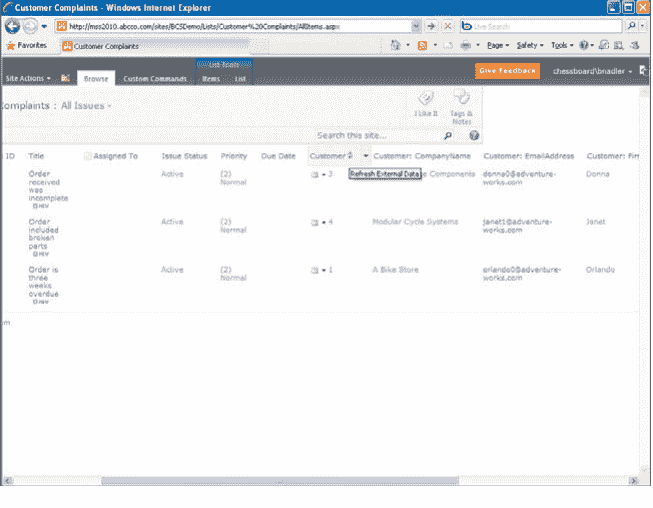 Customer Complaints - Windows Internet Explorer
http://mss2010.abcco.com/sites/BCSDemo/Lists/Customer%20Complaints/AllItems.aspx
Live Search
Favorites
Customer Complaints
Page
Safety
Tools
List Tools
Site Actions
Browse
Custom Commands
Items
List
Give Feedback
chessboard\bnadler
omplaints : All Issues
I Like It
Tags &
Notes
Search this site...
ID Title Assigned To Issue Status Priority Due Date Customer Customer: CompanyName Customer: EmailAddress Customer: Fir
Order
received
was
incomplete
NEW
Active
(2)
Normal
3
Refresh External Data
e Components
donna0@adventure-
works.com
Donna
Order
included
broken
parts
NEW
Active
(2)
Normal
4
Modular Cycle Systems
janet1@adventure-
works.com
Janet
Order is
three
weeks
overdue
NEW
Active
(2)
Normal
1
A Bike Store
orlando0@adventure-
works.com
Orlando
em